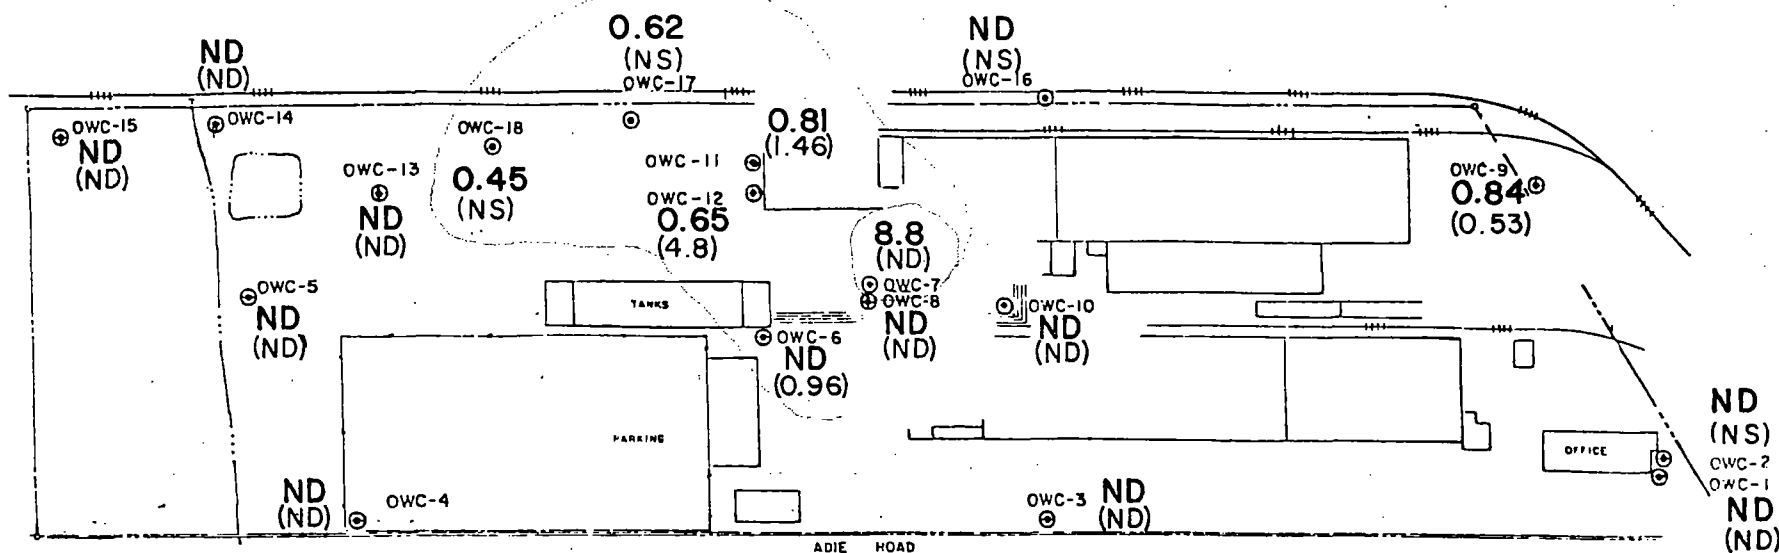 0.62
(NS)
OWC-17
ND
(NS)
OWC-16
ND
(ND)
OWC-14
OWC-15
ND
(ND)
OWC-18
0.45
(NS)
OWC-13
ND
(ND)
0.81
(1.46)
OWC-11
OWC-12
0.65
(4.8)
OWC-9
0.84
(0.53)
8.8
(ND)
OWC-7
OWC-8
ND
(ND)
OWC-5
ND
(ND)
TANKS
OWC-10
ND
(ND)
OWC-6
ND
(0.96)
PARKING
OFFICE
ND
(NS)
OWC-2
OWC-1
ND
(ND)
ND
(ND)
OWC-4
OWC-3
ND
(ND)
ADIE ROAD